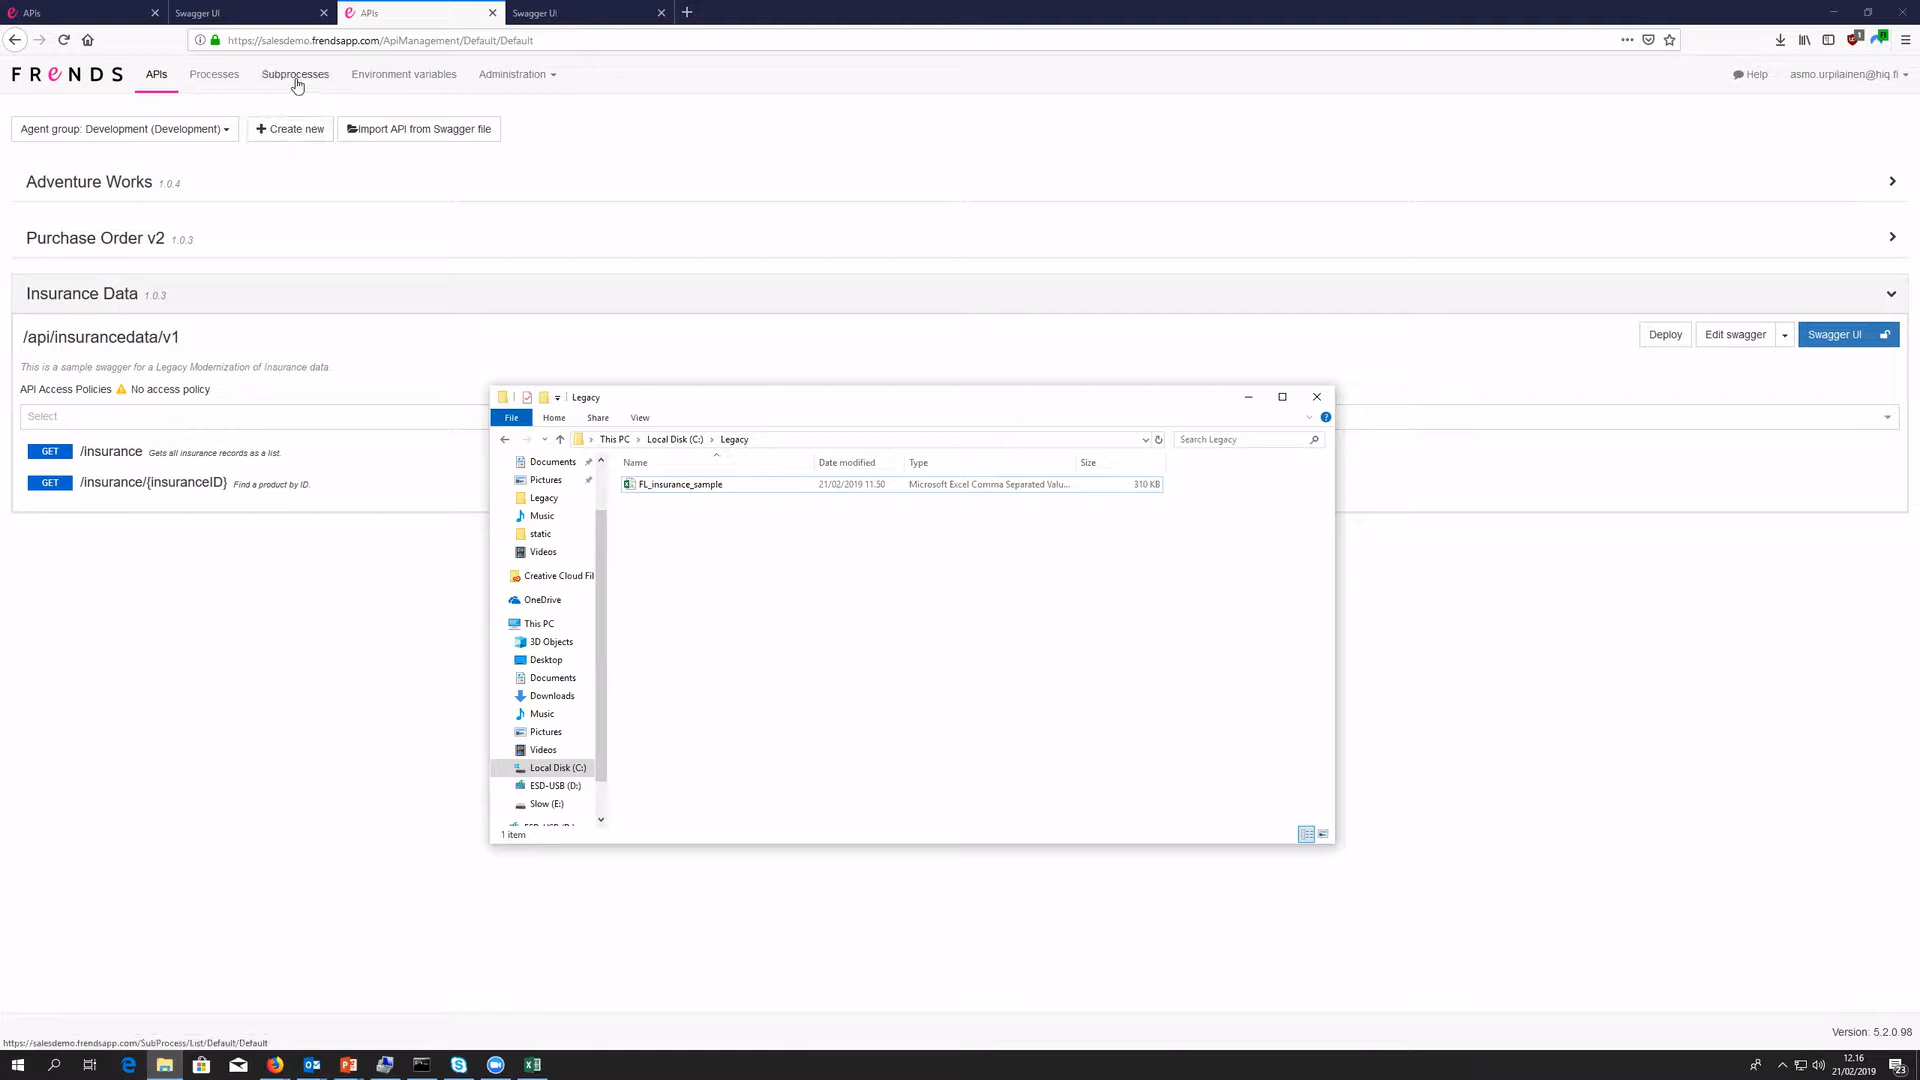 APIs
Swagger UI
APIs
Swagger UI
https://salesdemo.frendsapp.com/ApiManagement/Default/Default
FReNDS
APIs
Processes
Subprocesses
Environment variables
Administration
Help
asmo.urpilainen@hiq.fi
Agent group: Development (Development)
Create new
Import API from Swagger file
Adventure Works 1.0.4
Purchase Order v2 1.0.3
Insurance Data 1.0.3
/api/insurancedata/v1
Deploy
Edit swagger
Swagger UI
This is a sample swagger for a Legacy Modernization of Insurance data.
API Access Policies No access policy
Select
GET /insurance Gets all insurance records as a list.
GET /insurance/{insuranceID} Find a product by ID.
Legacy
File
Home
Share
View
This PC
Local Disk (C:)
Legacy
Search Legacy
Name
Date modified
Type
Size
FL_insurance_sample
21/02/2019 11.50
Microsoft Excel Comma Separated Valu...
310 KB
Documents
Pictures
Legacy
Music
static
Videos
Creative Cloud Fil
OneDrive
This PC
3D Objects
Desktop
Documents
Downloads
Music
Pictures
Videos
Local Disk (C:)
ESD-USB (D:)
Slow (E:)
1 item
https://salesdemo.frendsapp.com/SubProcess/List/Default/Default
Version: 5.2.0.98
12.16
21/02/2019
23